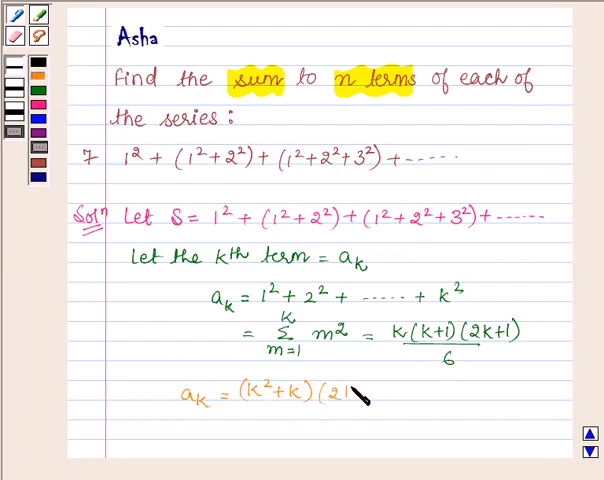 Asha
Find the sum to n terms of each of
the series :
7 1² + (1²+2²) + (1²+2²+3²) + -----
Solⁿ Let S = 1² + (1²+2²) + (1²+2²+3²) + ------
Let the kth term = aₖ
aₖ = 1² + 2² + ----- + k²
= Σ_{m=1}^{k} m² = k(k+1)(2k+1)/6
aₖ = (k²+k)(2